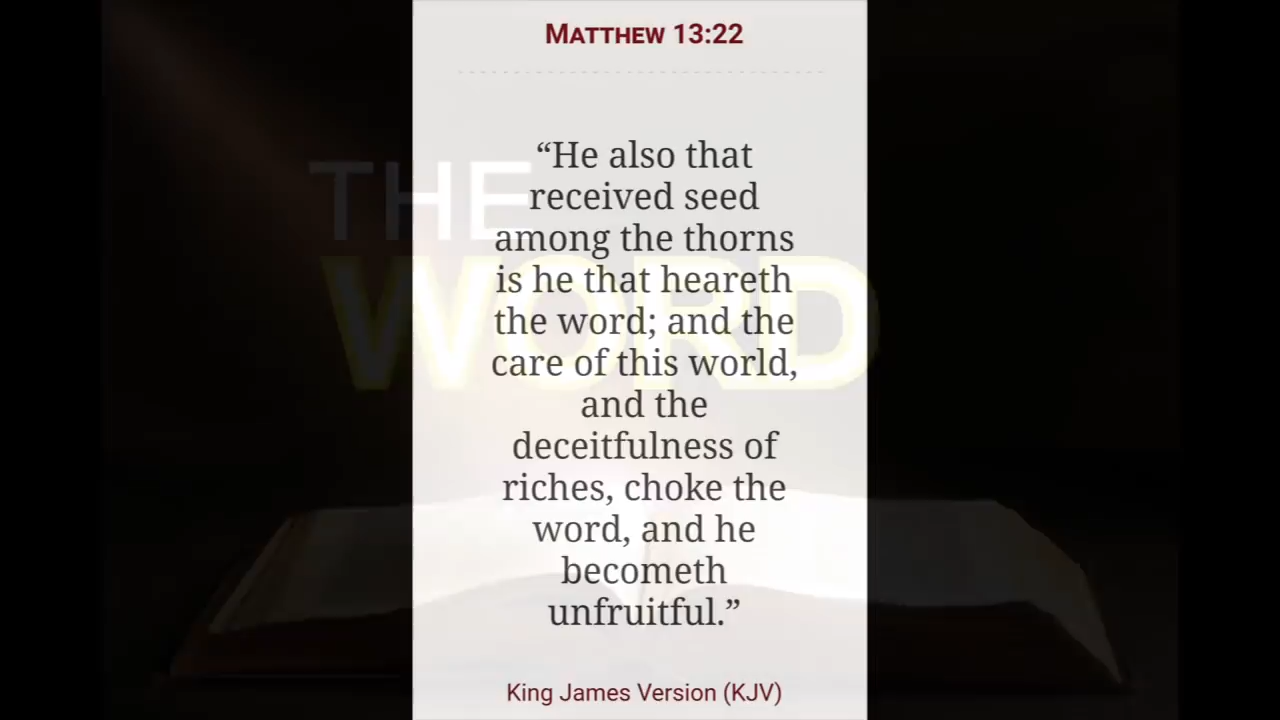 MATTHEW 13:22
THE
WORD
“He also that
received seed
among the thorns
is he that heareth
the word; and the
care of this world,
and the
deceitfulness of
riches, choke the
word, and he
becometh
unfruitful.”
King James Version (KJV)